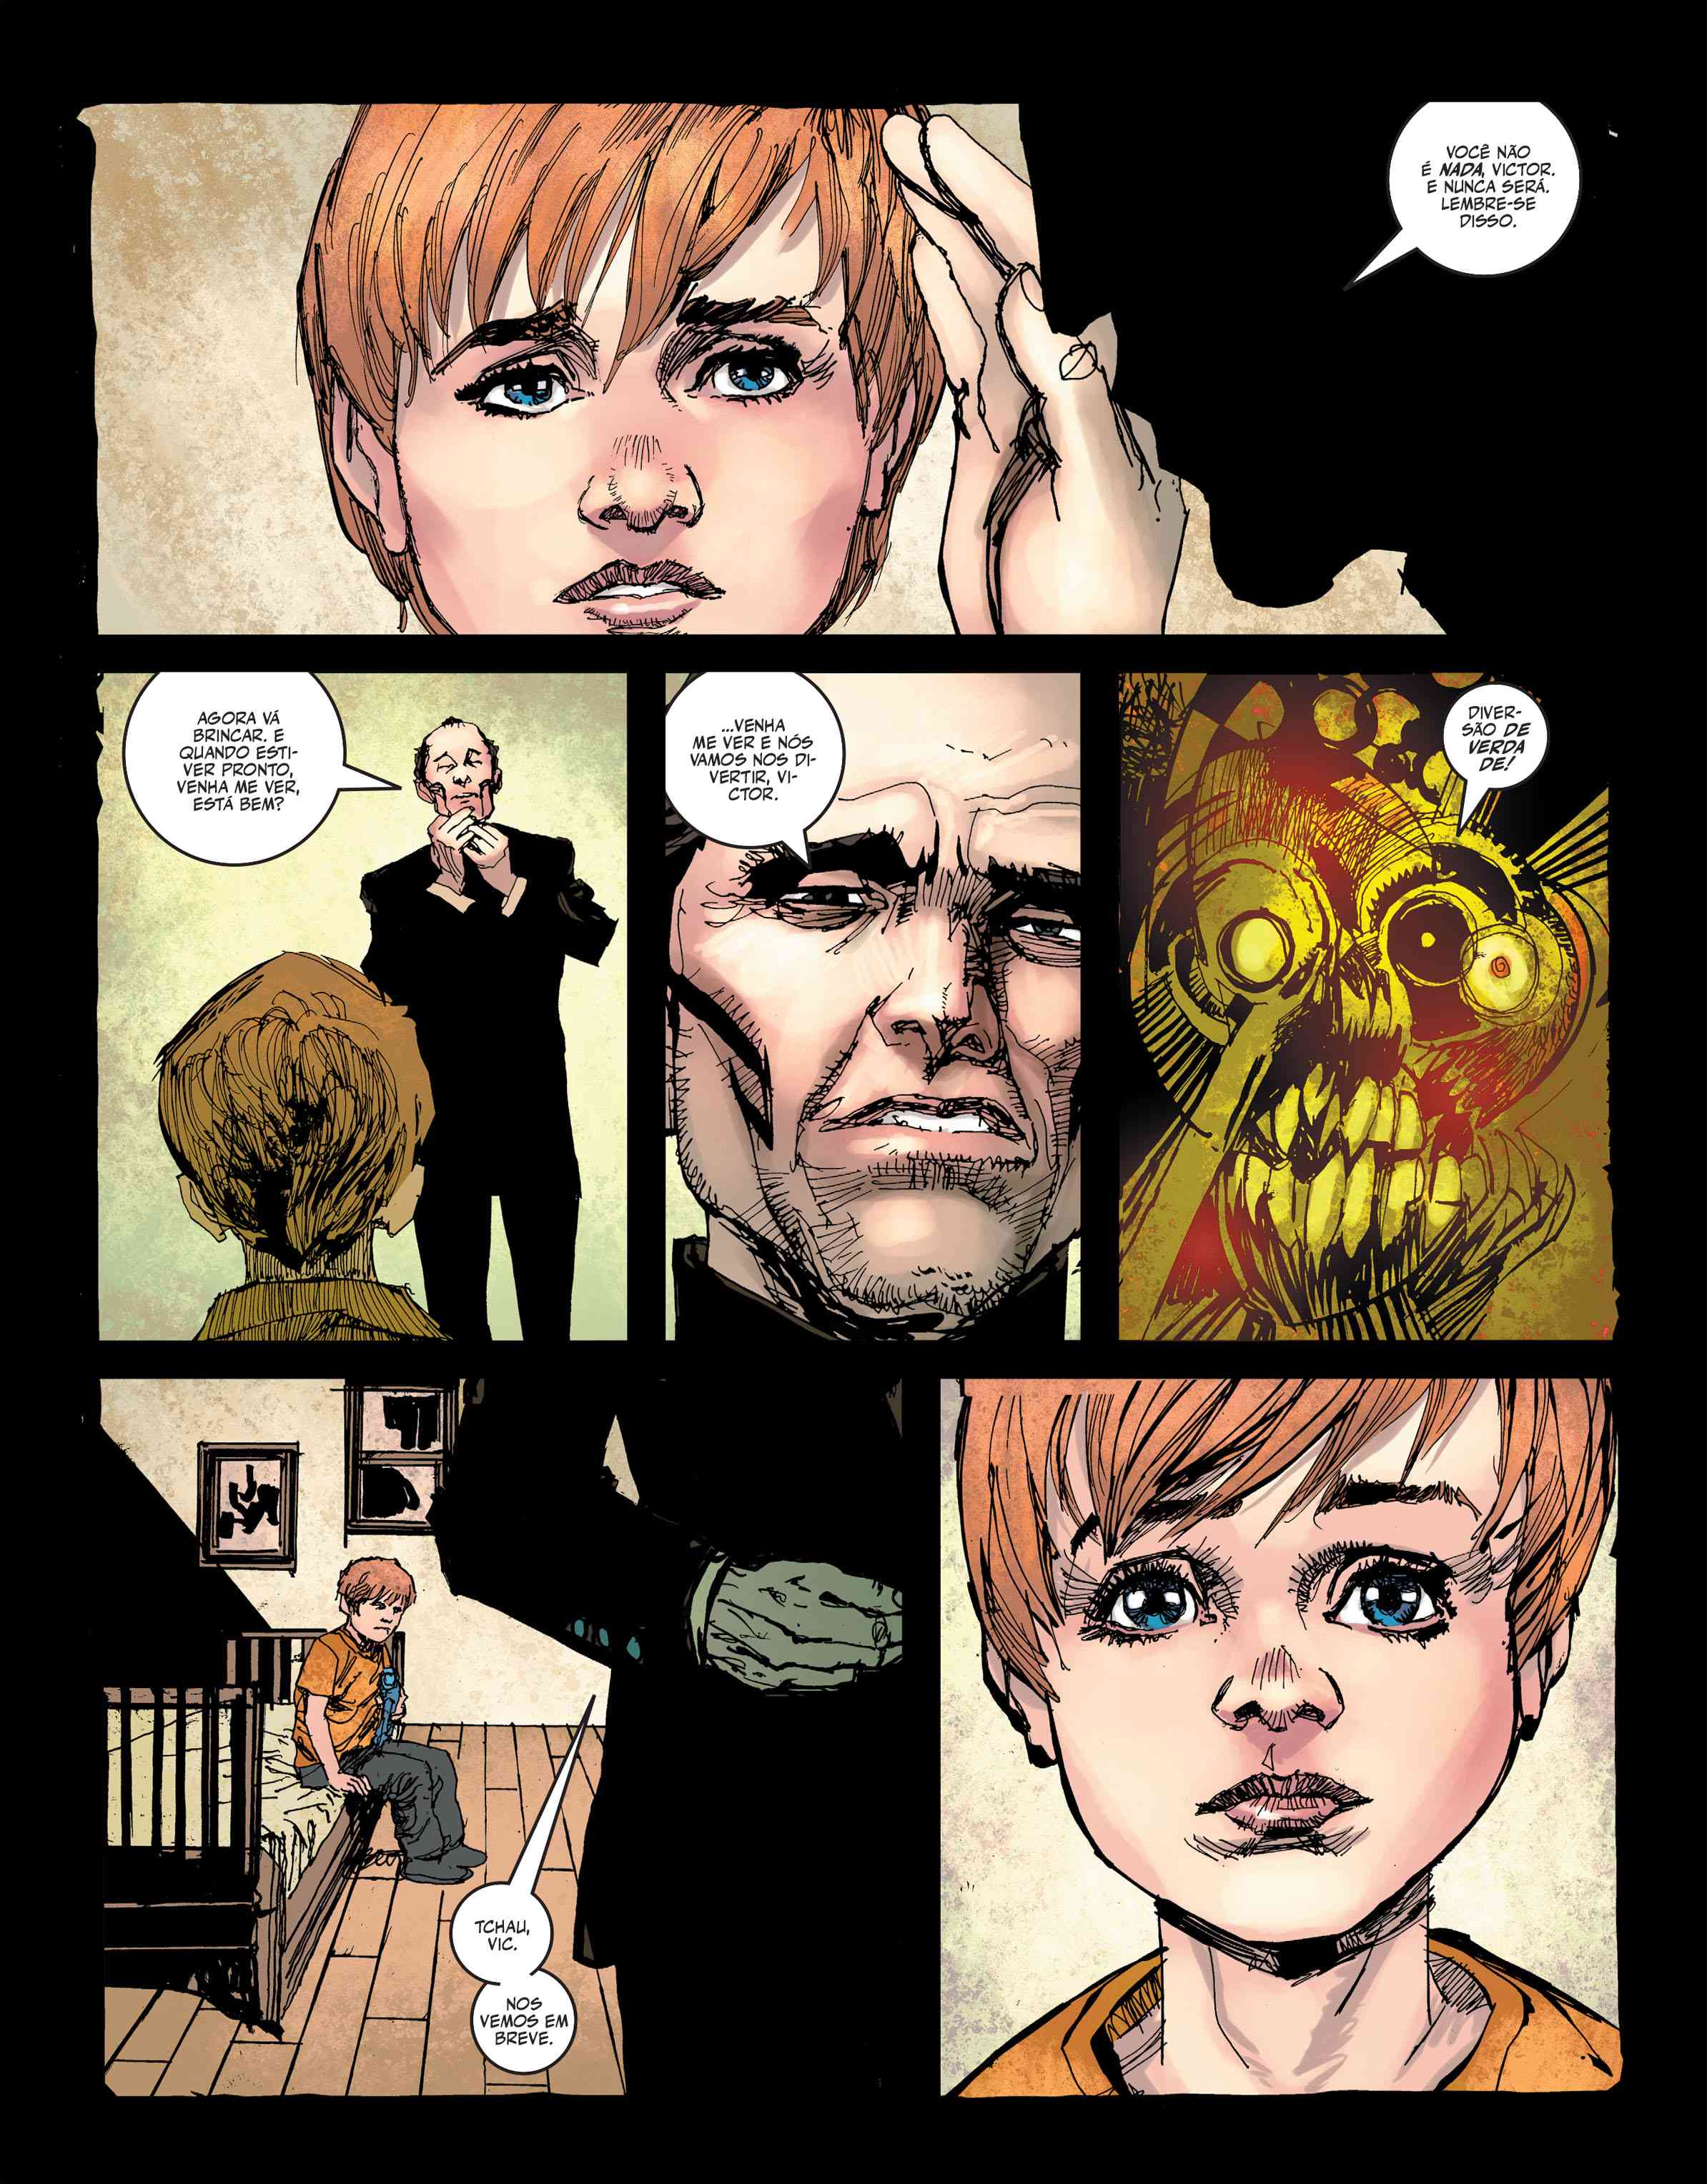 VOCÊ NÃO
É NADA, VICTOR.
E NUNCA SERÁ.
LEMBRE-SE
DISSO.
AGORA VÁ
BRINCAR. E
QUANDO ESTI-
VER PRONTO,
VENHA ME VER,
ESTÁ BEM?
...VENHA
ME VER E NÓS
VAMOS NOS DI-
VERTIR, VI-
CTOR.
DIVER-
SÃO DE
VERDA
DE!
TCHAU,
VIC.
NOS
VEMOS EM
BREVE.